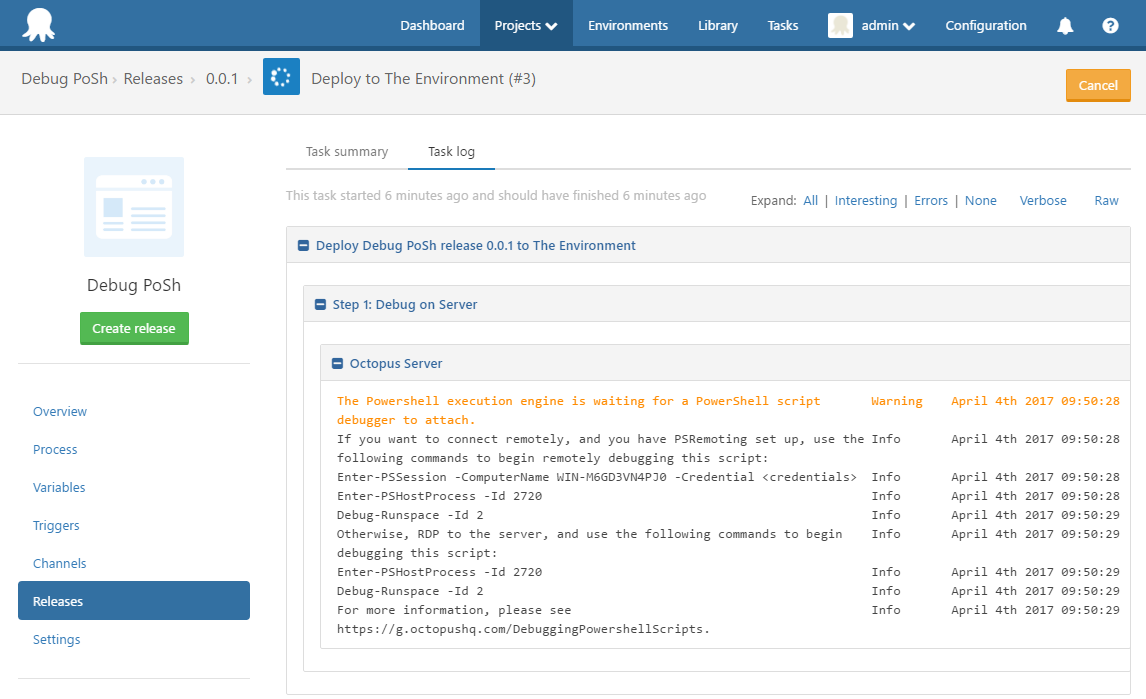 Dashboard Projects Environments Library Tasks admin Configuration ?
Debug PoSh › Releases › 0.0.1 › Deploy to The Environment (#3)
Cancel
Debug PoSh
Create release
Overview
Process
Variables
Triggers
Channels
Releases
Settings
Task summary Task log
This task started 6 minutes ago and should have finished 6 minutes ago
Expand: All | Interesting | Errors | None Verbose Raw
Deploy Debug PoSh release 0.0.1 to The Environment
Step 1: Debug on Server
Octopus Server
The Powershell execution engine is waiting for a PowerShell script Warning April 4th 2017 09:50:28
debugger to attach.
If you want to connect remotely, and you have PSRemoting set up, use the Info April 4th 2017 09:50:28
following commands to begin remotely debugging this script:
Enter-PSSession -ComputerName WIN-M6GD3VN4PJ0 -Credential <credentials> Info April 4th 2017 09:50:28
Enter-PSHostProcess -Id 2720 Info April 4th 2017 09:50:28
Debug-Runspace -Id 2 Info April 4th 2017 09:50:29
Otherwise, RDP to the server, and use the following commands to begin Info April 4th 2017 09:50:29
debugging this script:
Enter-PSHostProcess -Id 2720 Info April 4th 2017 09:50:29
Debug-Runspace -Id 2 Info April 4th 2017 09:50:29
For more information, please see Info April 4th 2017 09:50:29
https://g.octopushq.com/DebuggingPowershellScripts.